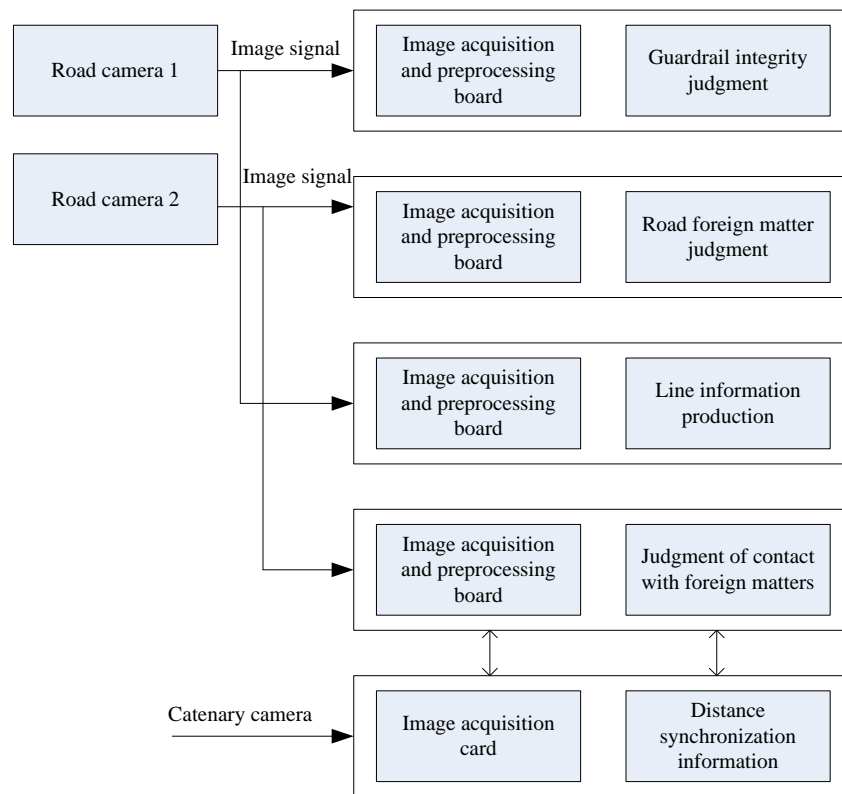 Road camera 1
Image signal
Image acquisition
and preprocessing
board
Guardrail integrity
judgment
Road camera 2
Image signal
Image acquisition
and preprocessing
board
Road foreign matter
judgment
Image acquisition
and preprocessing
board
Line information
production
Image acquisition
and preprocessing
board
Judgment of contact
with foreign matters
Catenary camera
Image acquisition
card
Distance
synchronization
information